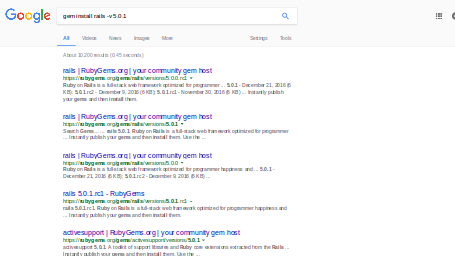 Google
gem install rails -v 5.0.1
All Images News Images More Settings Tools
About 10,200 results (0.45 seconds)
rails | RubyGems.org | your community gem host
https://rubygems.org/gems/rails/versions/5.0.0.rc1
Ruby on Rails is a full-stack web framework optimized for programmer ... 5.0.1 - December 21, 2016 (6
KB); 5.0.1.rc2 - December 9, 2016 (6 KB); 5.0.1.rc1 - November 30, 2016 (6 KB) ... Instantly publish
your gems and then install them.
rails | RubyGems.org | your community gem host
https://rubygems.org/gems/rails/versions/5.0.1
Search Gems... ... rails 5.0.1. Ruby on Rails is a full-stack web framework optimized for programmer
... Instantly publish your gems and then install them. Use the ...
rails | RubyGems.org | your community gem host
https://rubygems.org/gems/rails/versions/5.0.0
Ruby on Rails is a full-stack web framework optimized for programmer happiness and ... 5.0.1 -
December 21, 2016 (6 KB); 5.0.1.rc2 - December 9, 2016 (6 KB) ...
rails 5.0.1.rc1 - RubyGems
https://rubygems.org/gems/rails/versions/5.0.1.rc1
rails 5.0.1.rc1. Ruby on Rails is a full-stack web framework optimized for programmer happiness and
... Instantly publish your gems and then install them.
activesupport | RubyGems.org | your community gem host
https://rubygems.org/gems/activesupport/versions/5.0.1
activesupport 5.0.1. A toolkit of support libraries and Ruby core extensions extracted from the Rails ...
Instantly publish your gems and then install them. Use the ...